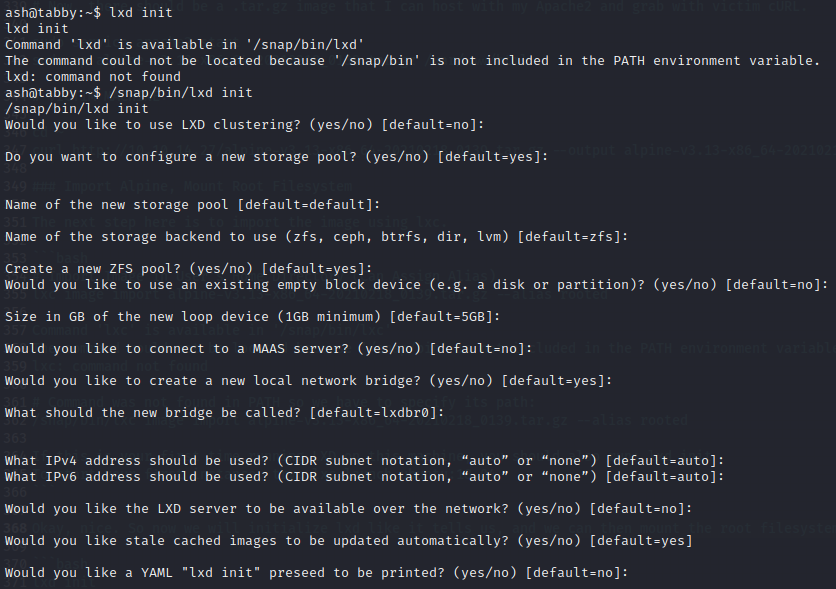 ash@tabby:~$ lxd init
lxd init
Command 'lxd' is available in '/snap/bin/lxd'
The command could not be located because '/snap/bin' is not included in the PATH environment variable.
lxd: command not found
ash@tabby:~$ /snap/bin/lxd init
/snap/bin/lxd init
Would you like to use LXD clustering? (yes/no) [default=no]:
Do you want to configure a new storage pool? (yes/no) [default=yes]:
Name of the new storage pool [default=default]:
Name of the storage backend to use (zfs, ceph, btrfs, dir, lvm) [default=zfs]:
Create a new ZFS pool? (yes/no) [default=yes]:
Would you like to use an existing empty block device (e.g. a disk or partition)? (yes/no) [default=no]:
Size in GB of the new loop device (1GB minimum) [default=5GB]:
Would you like to connect to a MAAS server? (yes/no) [default=no]:
Would you like to create a new local network bridge? (yes/no) [default=yes]:
What should the new bridge be called? [default=lxdbr0]:
What IPv4 address should be used? (CIDR subnet notation, “auto” or “none”) [default=auto]:
What IPv6 address should be used? (CIDR subnet notation, “auto” or “none”) [default=auto]:
Would you like the LXD server to be available over the network? (yes/no) [default=no]:
Would you like stale cached images to be updated automatically? (yes/no) [default=yes]
Would you like a YAML "lxd init" preseed to be printed? (yes/no) [default=no]: